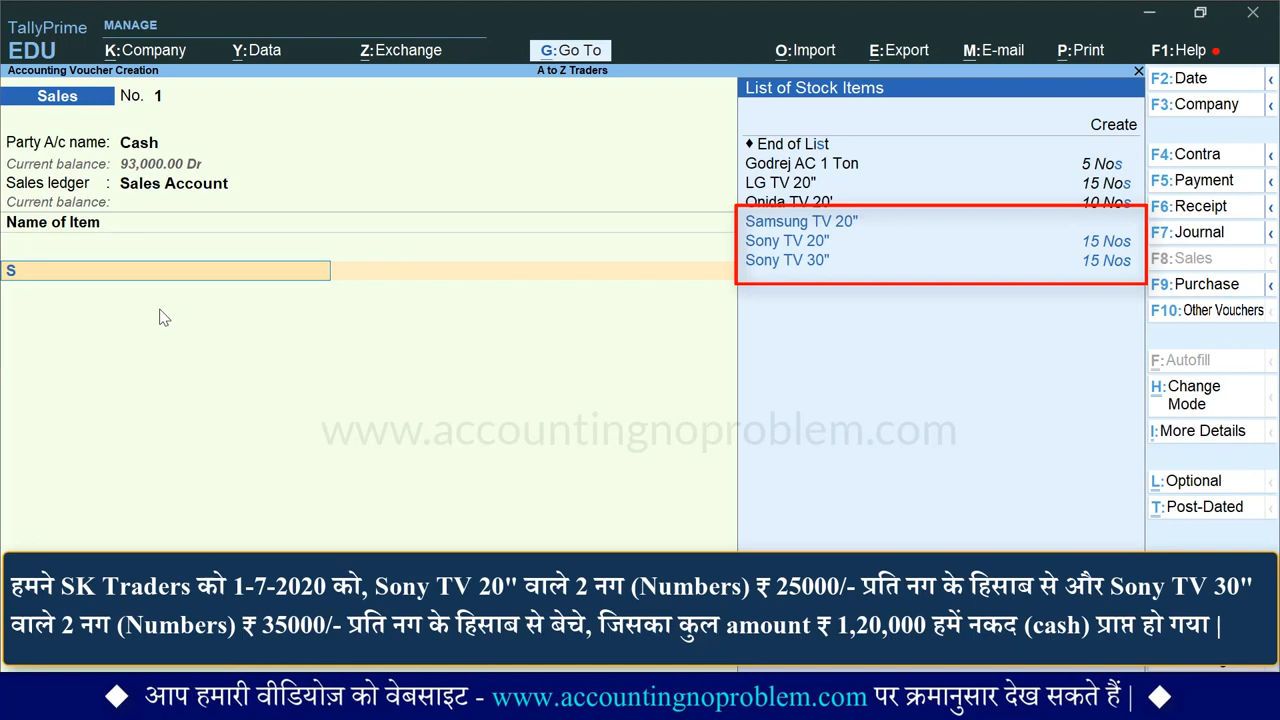 TallyPrime
MANAGE
EDU
K:Company
Y:Data
Z:Exchange
G:Go To
O:Import
E:Export
M:E-mail
P:Print
F1:Help
Accounting Voucher Creation
A to Z Traders
Sales No. 1
Party A/c name: Cash
Current balance: 93,000.00 Dr
Sales ledger : Sales Account
Current balance:
Name of Item
S
List of Stock Items
Create
♦ End of List
Godrej AC 1 Ton 5 Nos
LG TV 20" 15 Nos
Onida TV 20' 10 Nos
Samsung TV 20"
Sony TV 20" 15 Nos
Sony TV 30" 15 Nos
F2:Date
F3:Company
F4:Contra
F5:Payment
F6:Receipt
F7:Journal
F8:Sales
F9:Purchase
F10:Other Vouchers
F:Autofill
H:Change
Mode
I:More Details
L:Optional
T:Post-Dated
www.accountingnoproblem.com
हमने SK Traders को 1-7-2020 को, Sony TV 20" वाले 2 नग (Numbers) ₹ 25000/- प्रति नग के हिसाब से और Sony TV 30"
वाले 2 नग (Numbers) ₹ 35000/- प्रति नग के हिसाब से बेचे, जिसका कुल amount ₹ 1,20,000 हमें नकद (cash) प्राप्त हो गया |
◆ आप हमारी वीडियोज़ को वेबसाइट - www.accountingnoproblem.com पर क्रमानुसार देख सकते हैं | ◆